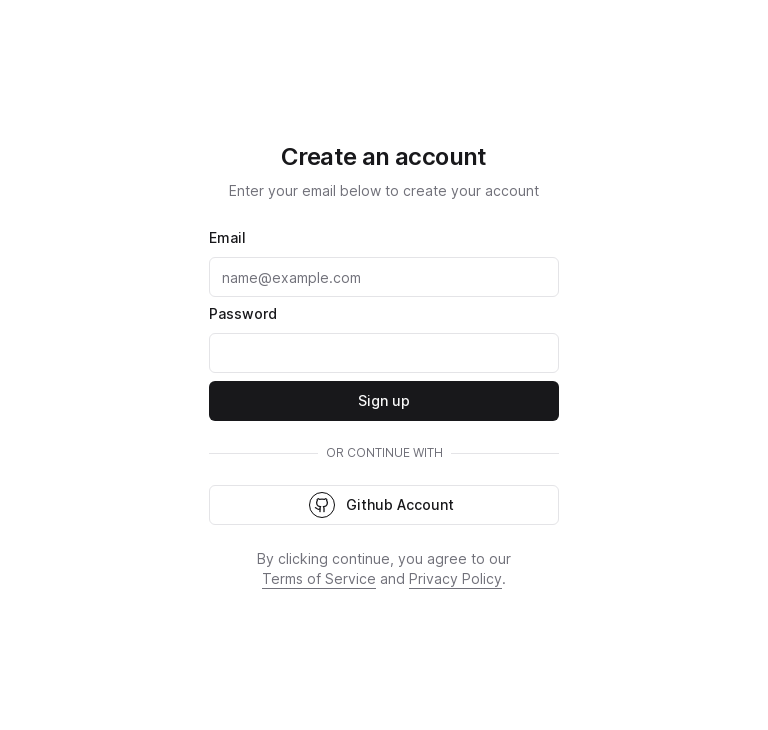 Create an account
Enter your email below to create your account
Email
name@example.com
Password
Sign up
OR CONTINUE WITH
Github Account
By clicking continue, you agree to our
Terms of Service and Privacy Policy.